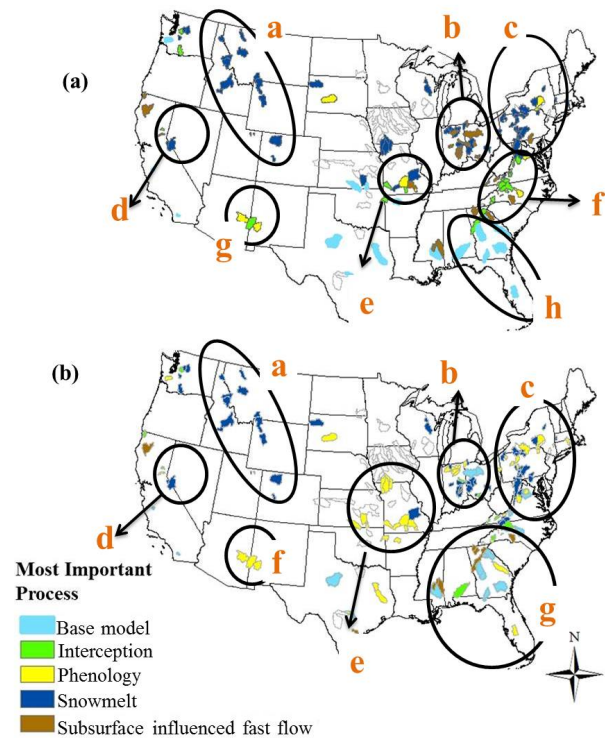 a
b
c
(a)
d
g
f
e
h
a
b
c
(b)
d
f
g
e
Most Important
Process
Base model
Interception
Phenology
Snowmelt
Subsurface influenced fast flow
N